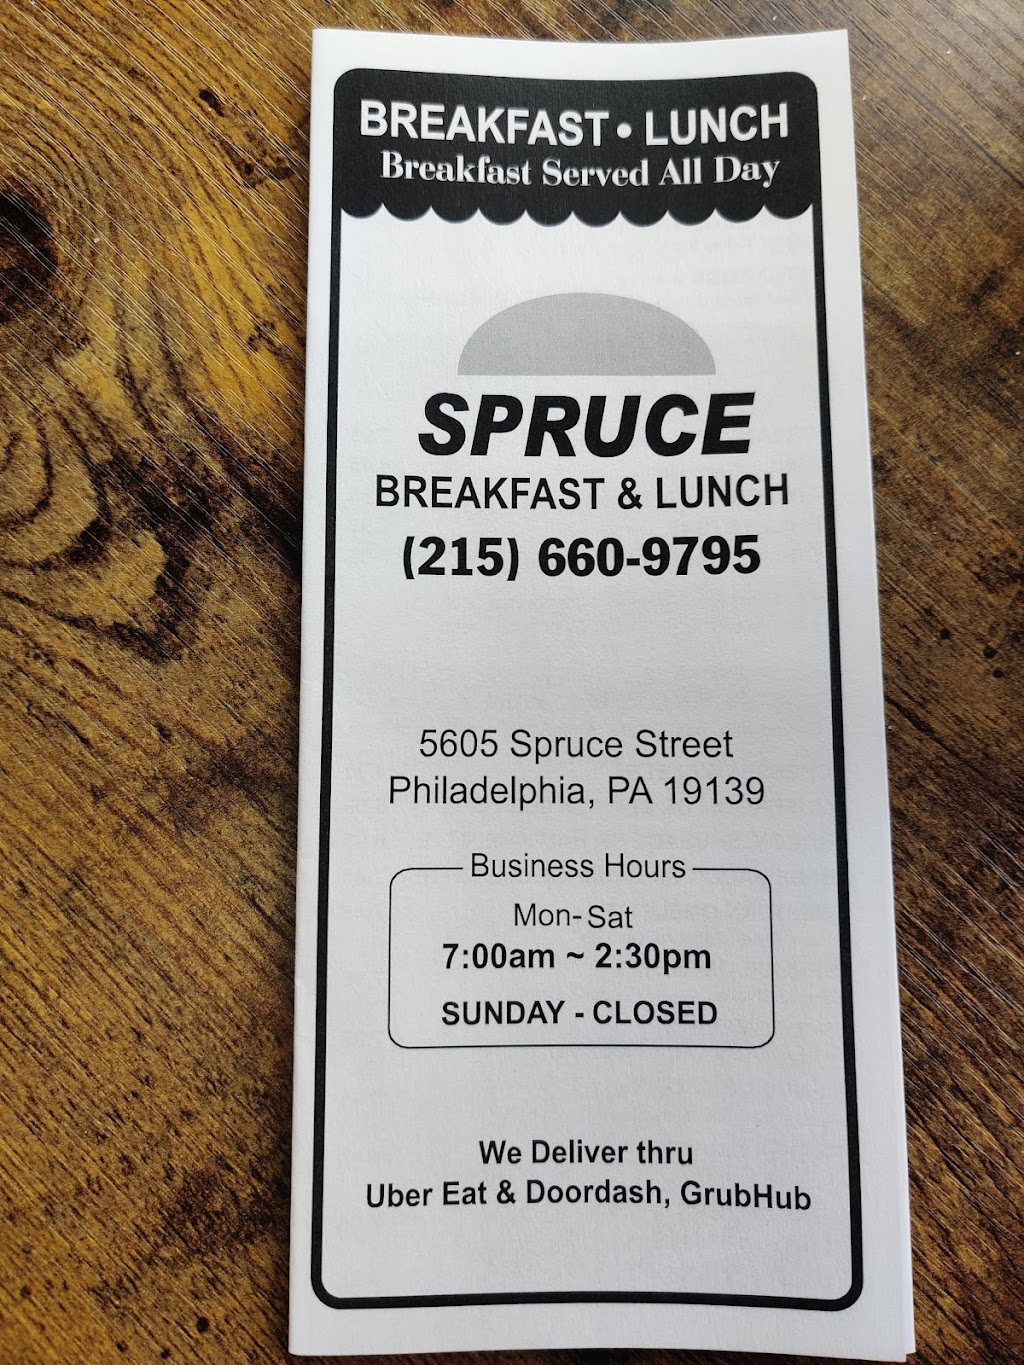 BREAKFAST • LUNCH
Breakfast Served All Day
SPRUCE
BREAKFAST & LUNCH
(215) 660-9795
5605 Spruce Street
Philadelphia, PA 19139
Business Hours
Mon-Sat
7:00am ~ 2:30pm
SUNDAY - CLOSED
We Deliver thru
Uber Eat & Doordash, GrubHub